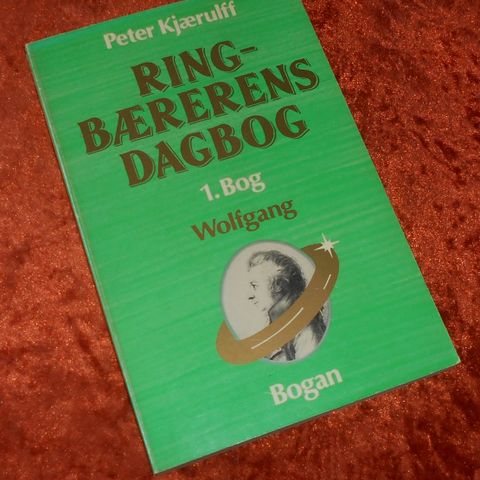 Peter Kjærulff
RING-
BÆRERENS
DAGBOG
1. Bog
Wolfgang
Bogan